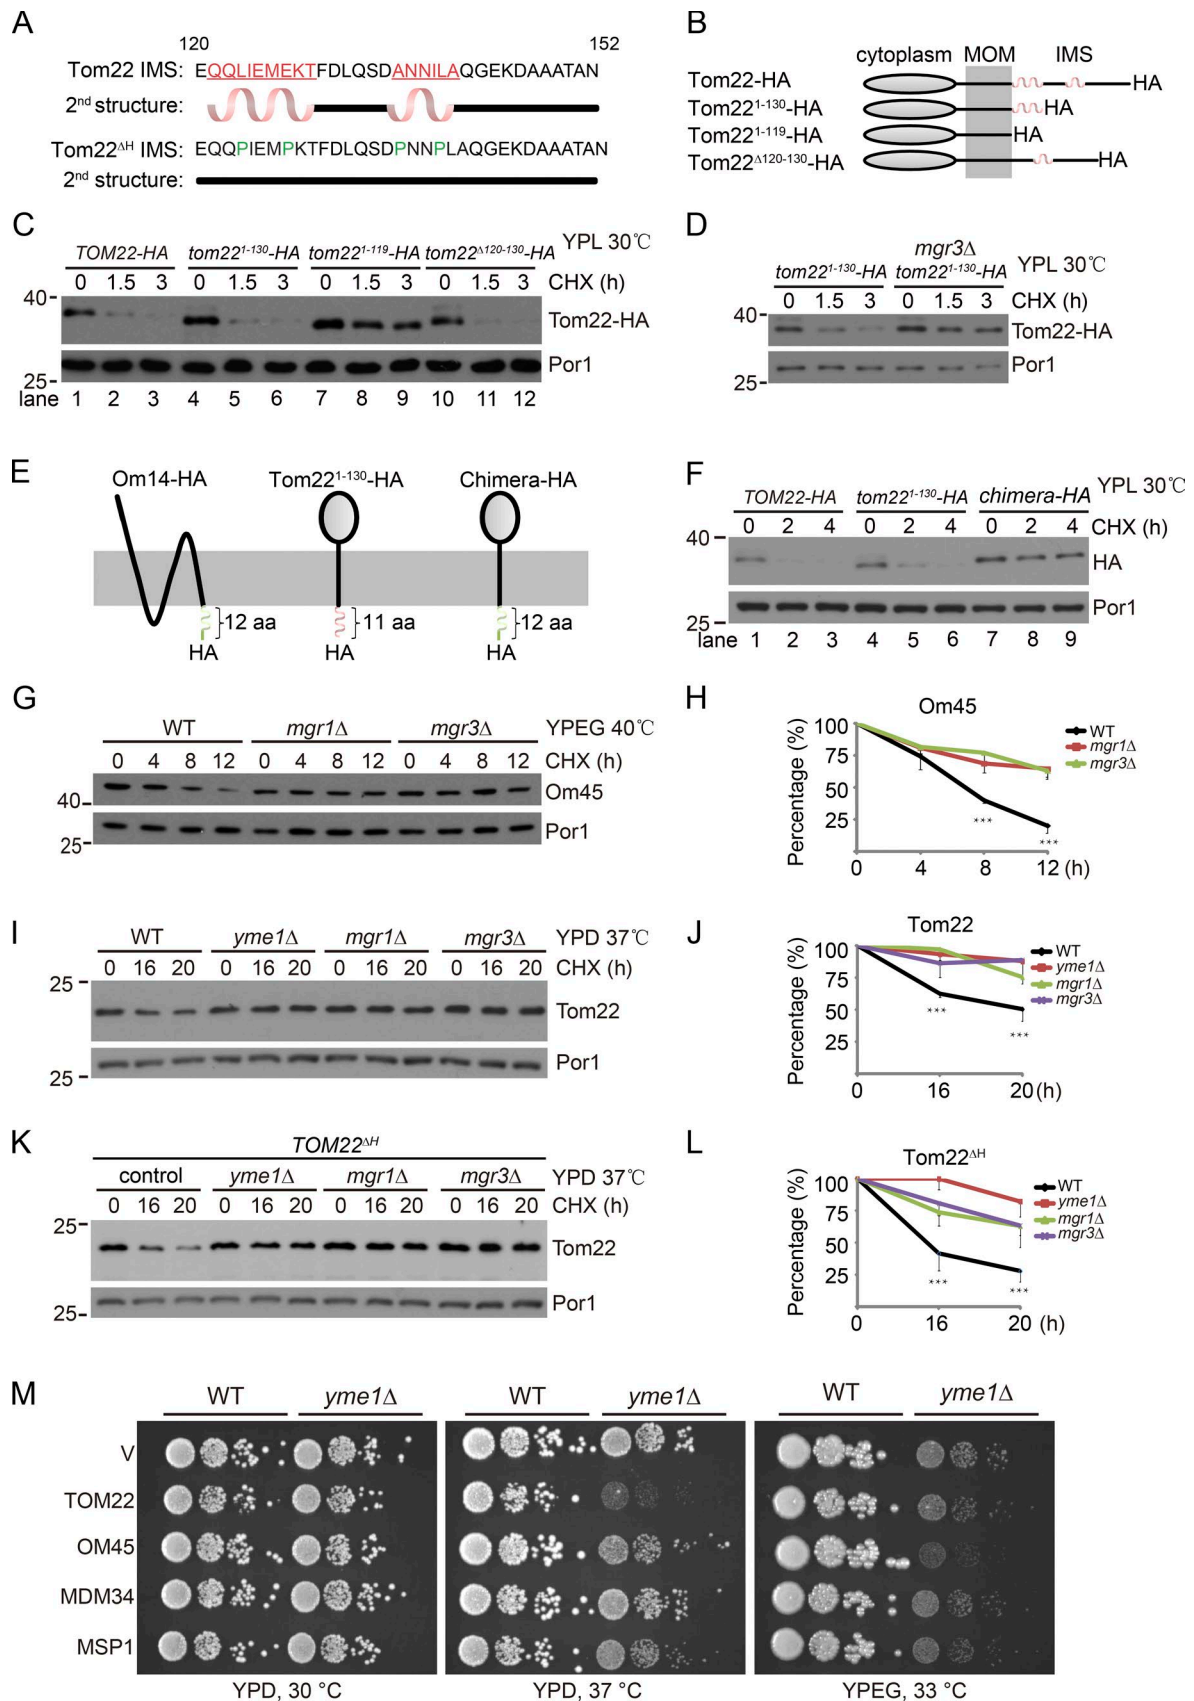 A
120 152
Tom22 IMS: EQQLIEMEKTFDLQSDANNILAQGEKDAAATAN
2nd structure:
Tom22ΔH IMS: EQQPIEMPKTFDLQSDPNNPLAQGEKDAAATAN
2nd structure:
B
cytoplasm MOM IMS
Tom22-HA HA
Tom22¹⁻¹³⁰-HA HA
Tom22¹⁻¹¹⁹-HA HA
Tom22Δ¹²⁰⁻¹³⁰-HA HA
C
TOM22-HA tom22¹⁻¹³⁰-HA tom22¹⁻¹¹⁹-HA tom22Δ¹²⁰⁻¹³⁰-HA YPL 30℃
0 1.5 3 0 1.5 3 0 1.5 3 0 1.5 3 CHX (h)
40
Tom22-HA
Por1
25
lane 1 2 3 4 5 6 7 8 9 10 11 12
D
mgr3Δ
tom22¹⁻¹³⁰-HA tom22¹⁻¹³⁰-HA YPL 30℃
0 1.5 3 0 1.5 3 CHX (h)
40
Tom22-HA
Por1
25
E
Om14-HA Tom22¹⁻¹³⁰-HA Chimera-HA
12 aa 11 aa 12 aa
HA HA HA
F
TOM22-HA tom22¹⁻¹³⁰-HA chimera-HA YPL 30℃
0 2 4 0 2 4 0 2 4 CHX (h)
40
HA
Por1
25
lane 1 2 3 4 5 6 7 8 9
G
WT mgr1Δ mgr3Δ YPEG 40℃
0 4 8 12 0 4 8 12 0 4 8 12 CHX (h)
Om45
40
Por1
25
H
Om45
Percentage (%)
100
75
50
25
0 4 8 12 (h)
*** ***
WT
mgr1Δ
mgr3Δ
I
WT yme1Δ mgr1Δ mgr3Δ YPD 37℃
0 16 20 0 16 20 0 16 20 0 16 20 CHX (h)
25
Tom22
Por1
25
J
Tom22
Percentage (%)
100
75
50
25
0 16 20 (h)
*** ***
WT
yme1Δ
mgr1Δ
mgr3Δ
K
TOM22ΔH
control yme1Δ mgr1Δ mgr3Δ YPD 37℃
0 16 20 0 16 20 0 16 20 0 16 20 CHX (h)
25
Tom22
Por1
25
L
Tom22ΔH
Percentage (%)
100
75
50
25
0 16 20 (h)
*** ***
WT
yme1Δ
mgr1Δ
mgr3Δ
M
WT yme1Δ WT yme1Δ WT yme1Δ
V
TOM22
OM45
MDM34
MSP1
YPD, 30 °C YPD, 37 °C YPEG, 33 °C